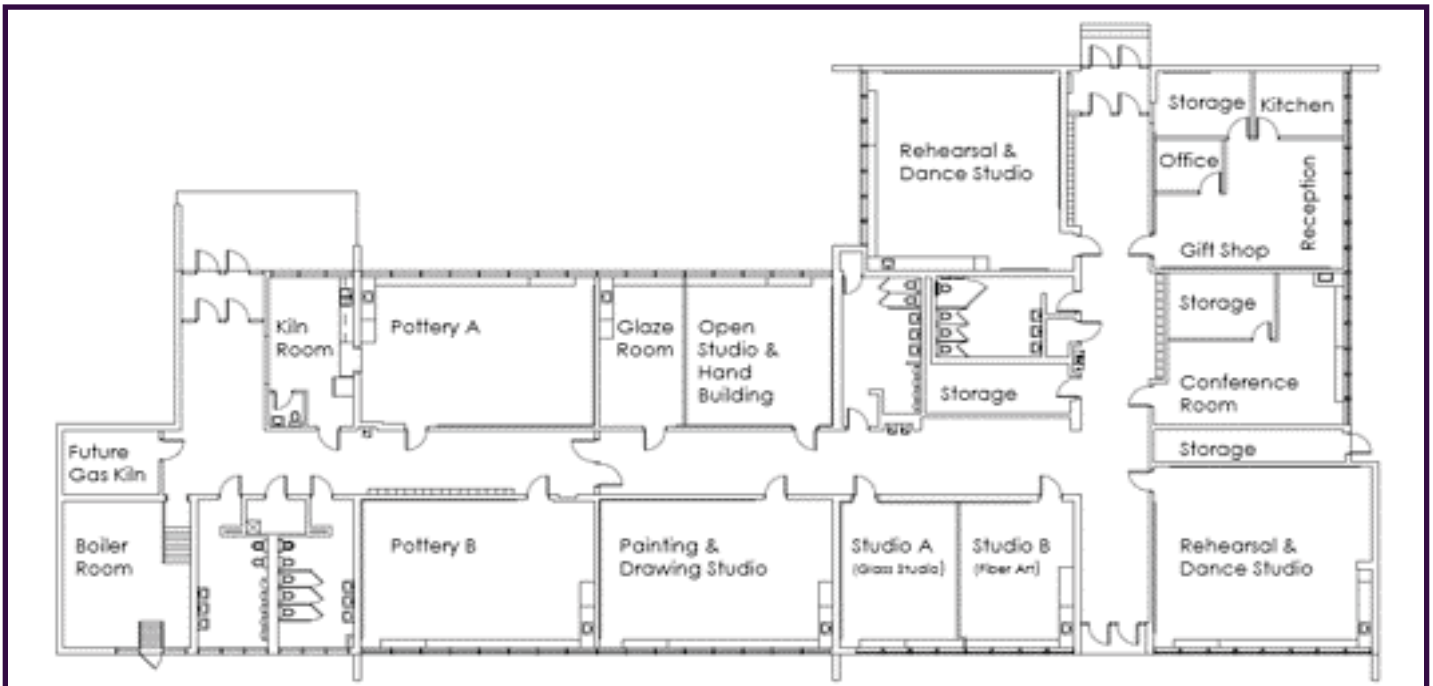 Storage
Kitchen
Rehearsal &
Dance Studio
Office
Reception
Gift Shop
Storage
Kiln
Room
Pottery A
Glaze
Room
Open
Studio &
Hand
Building
Storage
Conference
Room
Future
Gas Kiln
Storage
Boiler
Room
Pottery B
Painting &
Drawing Studio
Studio A
(Glass Studio)
Studio B
(Fiber Art)
Rehearsal &
Dance Studio